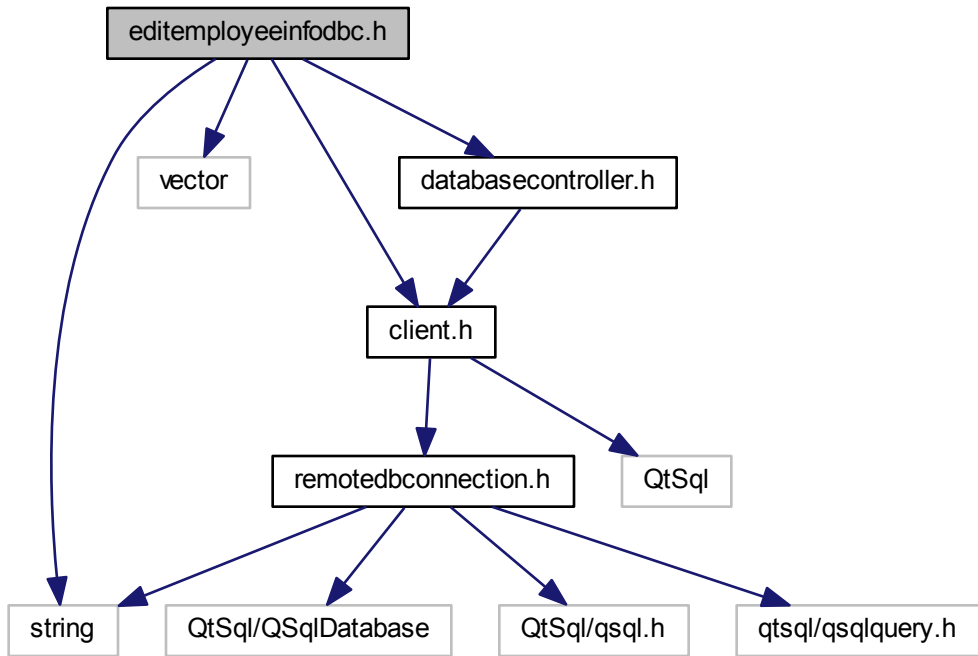 editemployeeinfodbc.h
vector
databasecontroller.h
client.h
remotedbconnection.h
QtSql
string
QtSql/QSqlDatabase
QtSql/qsql.h
qtsql/qsqlquery.h